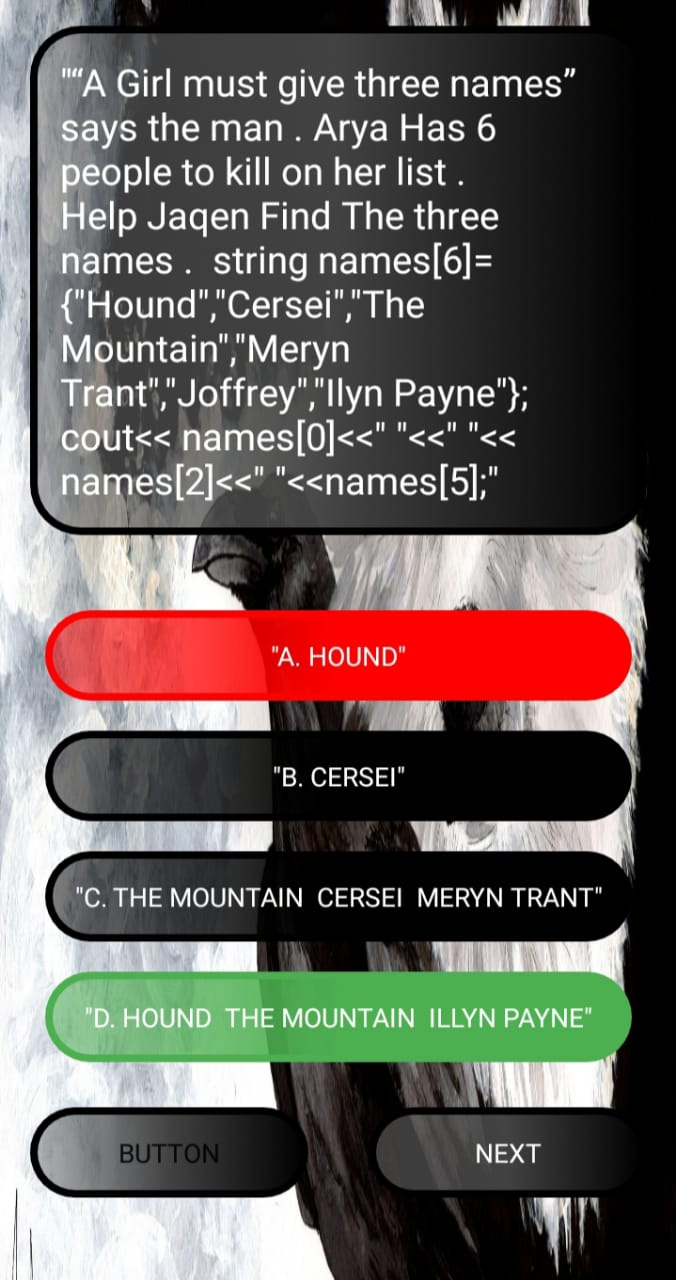 "“A Girl must give three names”
says the man . Arya Has 6
people to kill on her list .
Help Jaqen Find The three
names .  string names[6]=
{"Hound","Cersei","The
Mountain","Meryn
Trant","Joffrey","Ilyn Payne"};
cout<< names[0]<<" "<<" "<<
names[2]<<" "<<names[5];"
"A. HOUND"
"B. CERSEI"
"C. THE MOUNTAIN  CERSEI  MERYN TRANT"
"D. HOUND  THE MOUNTAIN  ILLYN PAYNE"
BUTTON
NEXT